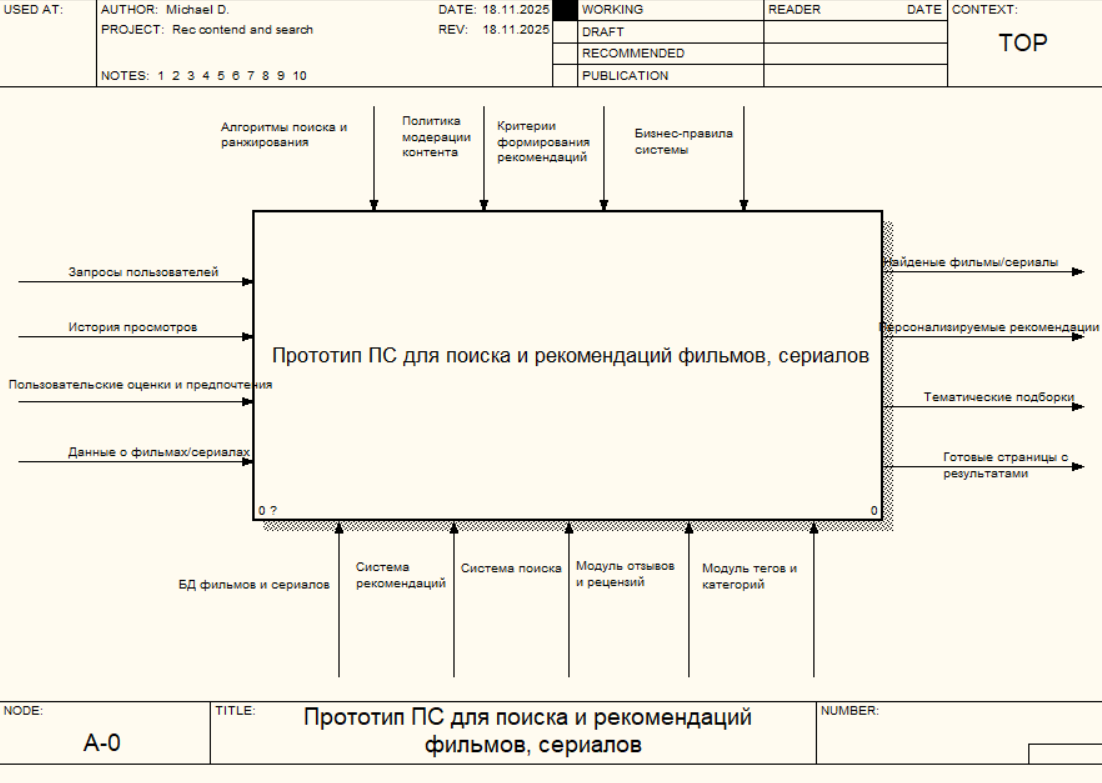 USED AT:
AUTHOR: Michael D.
DATE: 18.11.2025
PROJECT: Rec contend and search
REV: 18.11.2025
NOTES: 1 2 3 4 5 6 7 8 9 10
WORKING
DRAFT
RECOMMENDED
PUBLICATION
READER
DATE
CONTEXT:
TOP
Алгоритмы поиска и
ранжирования
Политика
модерации
контента
Критерии
формирования
рекомендаций
Бизнес-правила
системы
Запросы пользователей
История просмотров
Пользовательские оценки и предпочтения
Данные о фильмах/сериалах
Прототип ПС для поиска и рекомендаций фильмов, сериалов
0 ?
0
Найденые фильмы/сериалы
Персонализируемые рекомендации
Тематические подборки
Готовые страницы с
результатами
БД фильмов и сериалов
Система
рекомендаций
Система поиска
Модуль отзывов
и рецензий
Модуль тегов и
категорий
NODE:
A-0
TITLE:
Прототип ПС для поиска и рекомендаций
фильмов, сериалов
NUMBER: